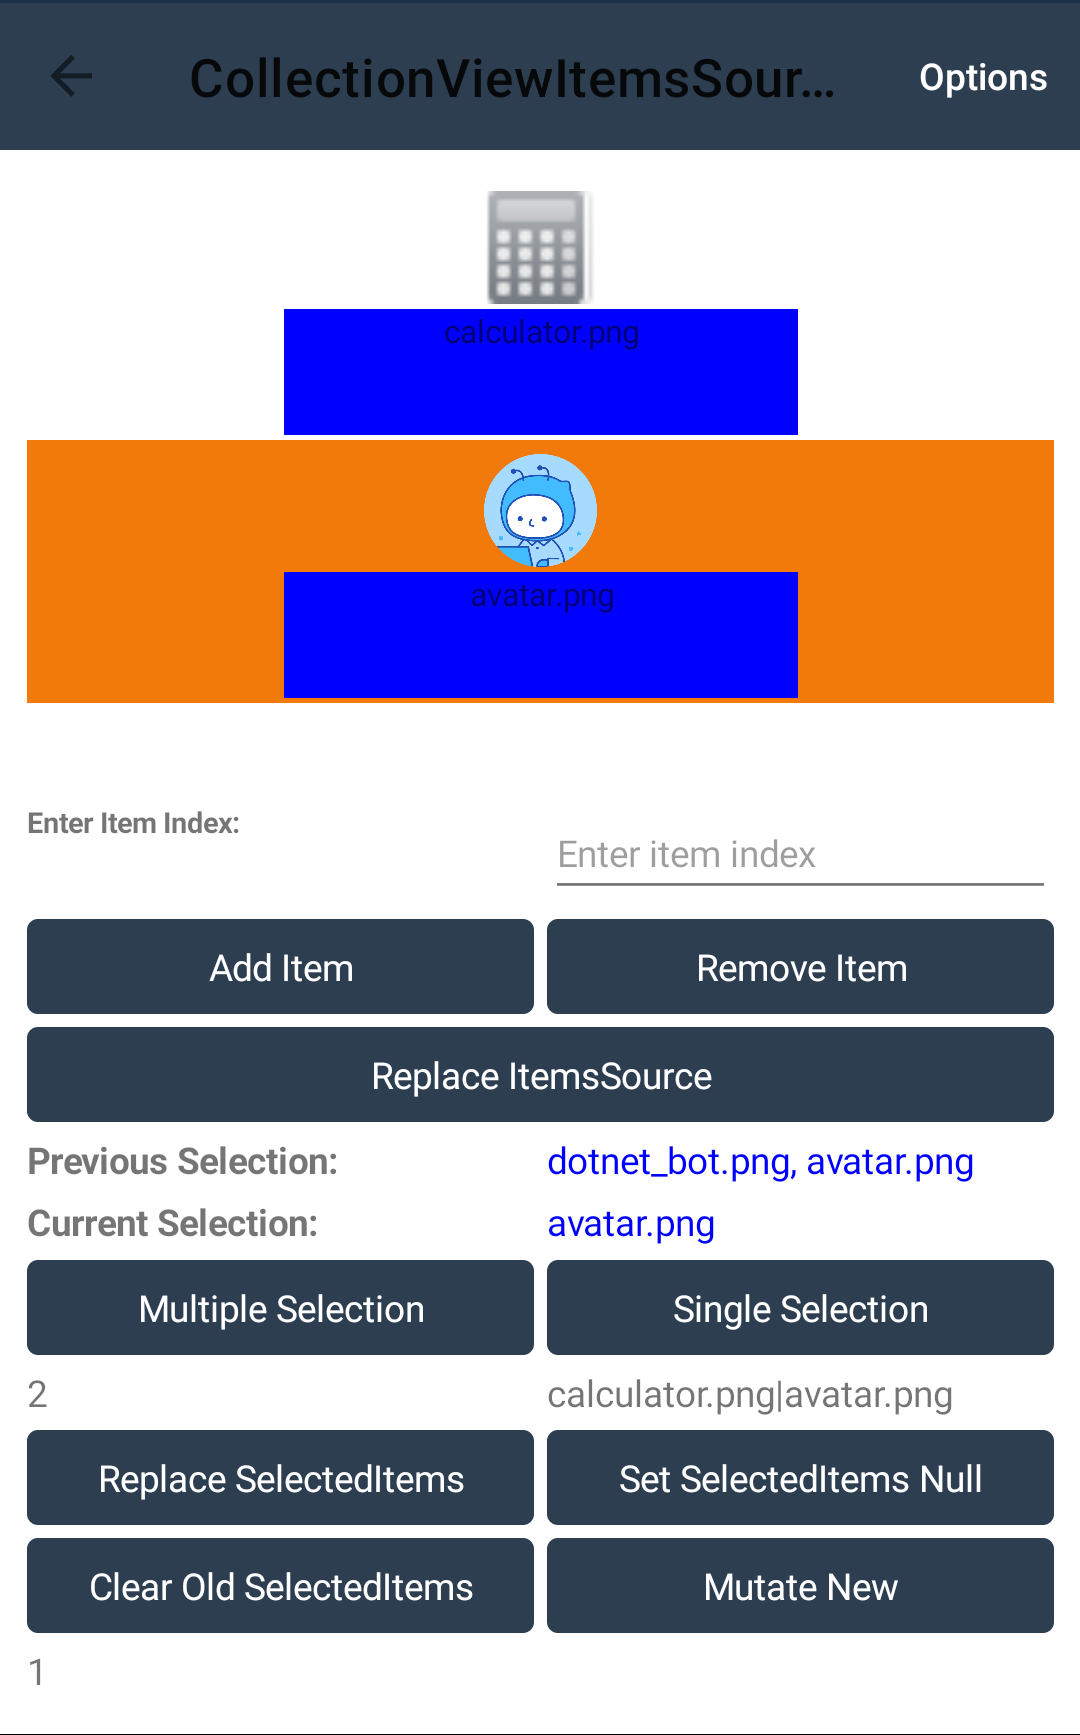 CollectionViewItemsSour...
Options
calculator.png
avatar.png
Enter Item Index:
Enter item index
Add Item
Remove Item
Replace ItemsSource
Previous Selection:
dotnet_bot.png, avatar.png
Current Selection:
avatar.png
Multiple Selection
Single Selection
2
calculator.png|avatar.png
Replace SelectedItems
Set SelectedItems Null
Clear Old SelectedItems
Mutate New
1